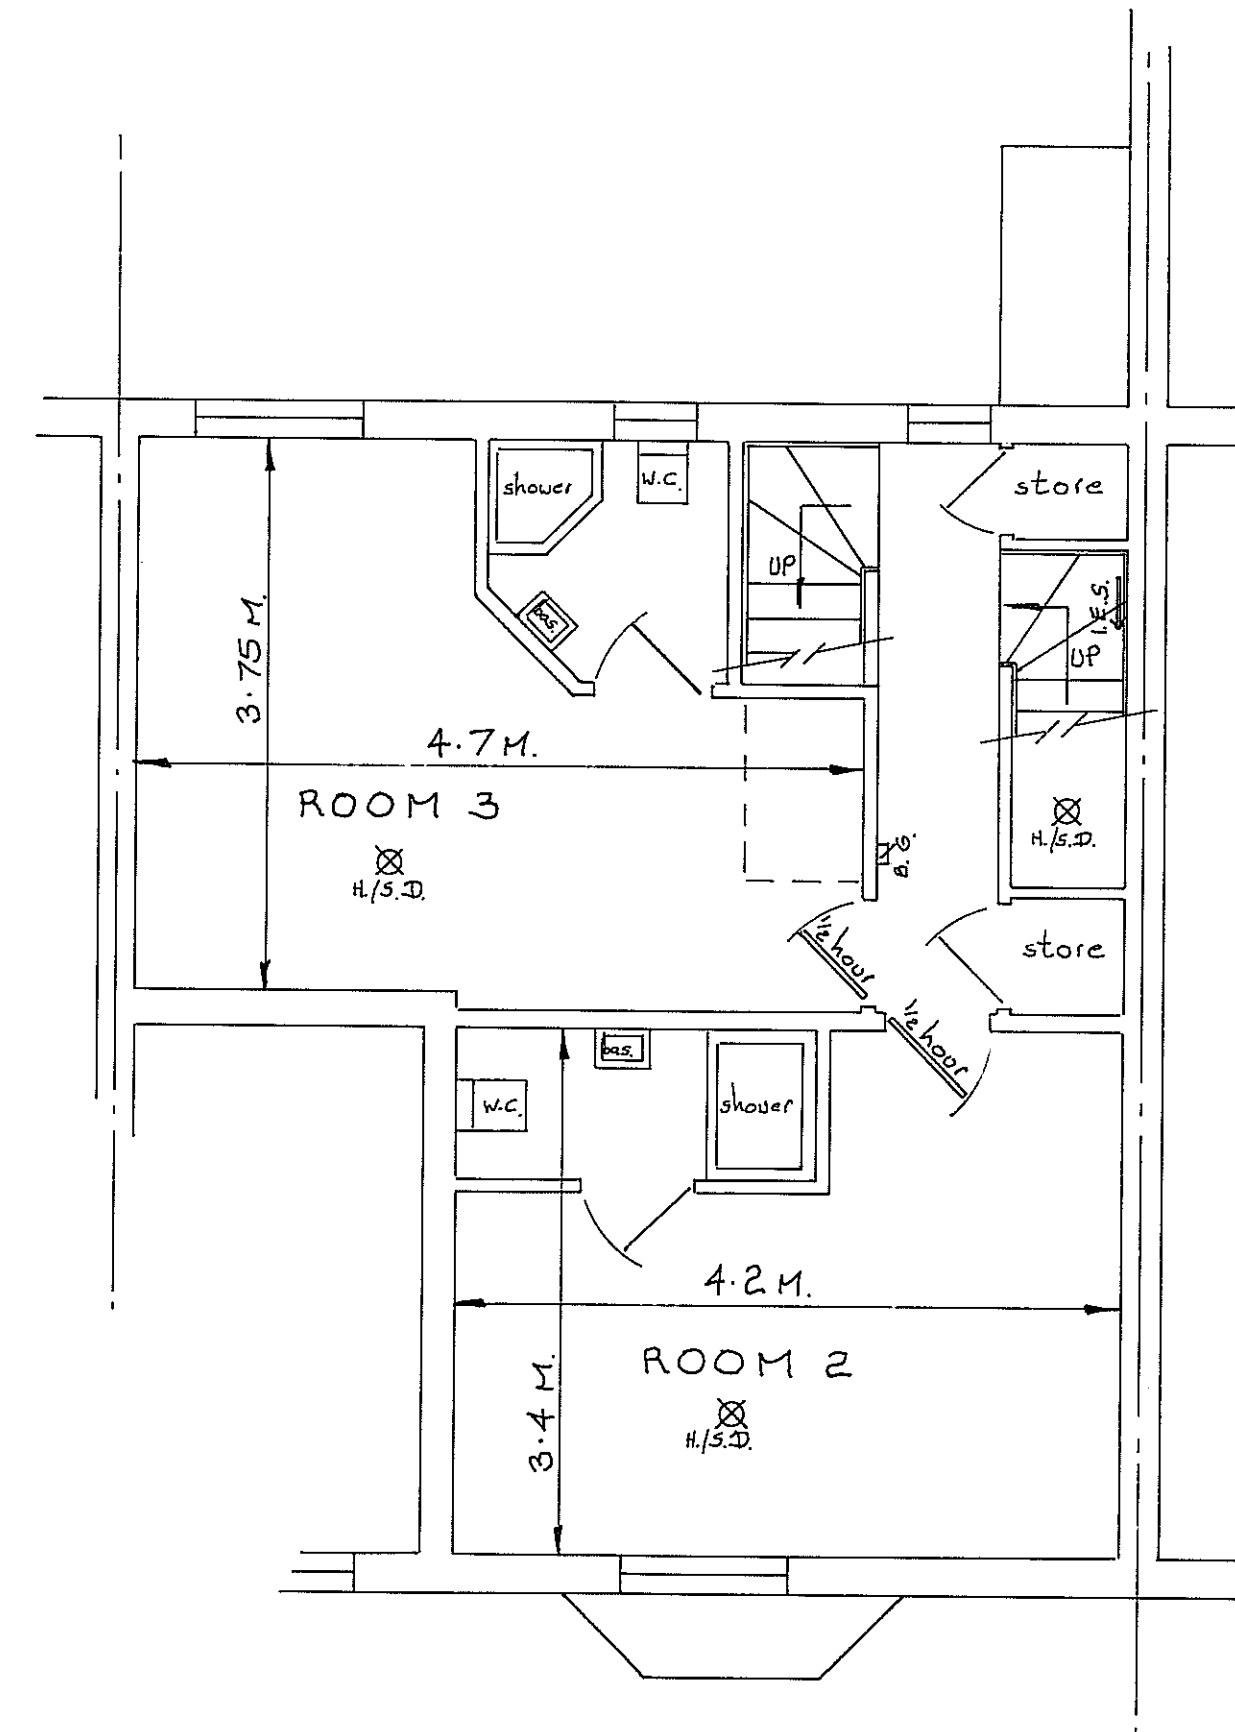 shower
W.C.
store
UP
bas.
I.E.S.
UP
3.75 M.
4.7 M.
ROOM 3
H./S.D.
H./S.D.
B.G.
1/2 hour
store
1/2 hour
bas.
W.C.
shower
4.2 M.
ROOM 2
3.4 M.
H./S.D.